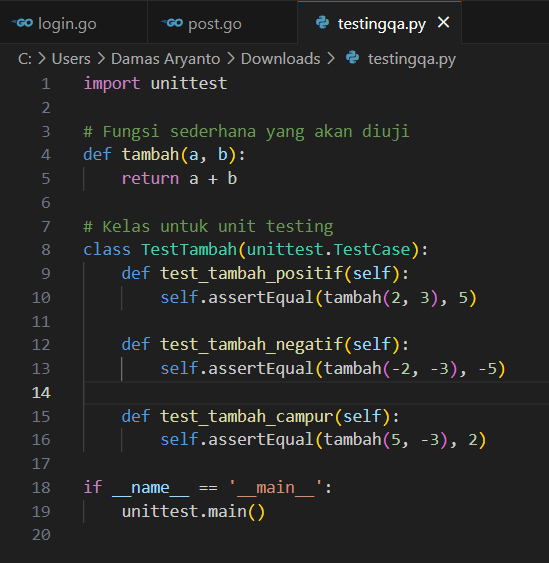 login.go post.go testingqa.py ×
C: > Users > Damas Aryanto > Downloads > testingqa.py
1 import unittest
2
3 # Fungsi sederhana yang akan diuji
4 def tambah(a, b):
5     return a + b
6
7 # Kelas untuk unit testing
8 class TestTambah(unittest.TestCase):
9     def test_tambah_positif(self):
10         self.assertEqual(tambah(2, 3), 5)
11
12     def test_tambah_negatif(self):
13         self.assertEqual(tambah(-2, -3), -5)
14
15     def test_tambah_campur(self):
16         self.assertEqual(tambah(5, -3), 2)
17
18 if __name__ == '__main__':
19     unittest.main()
20